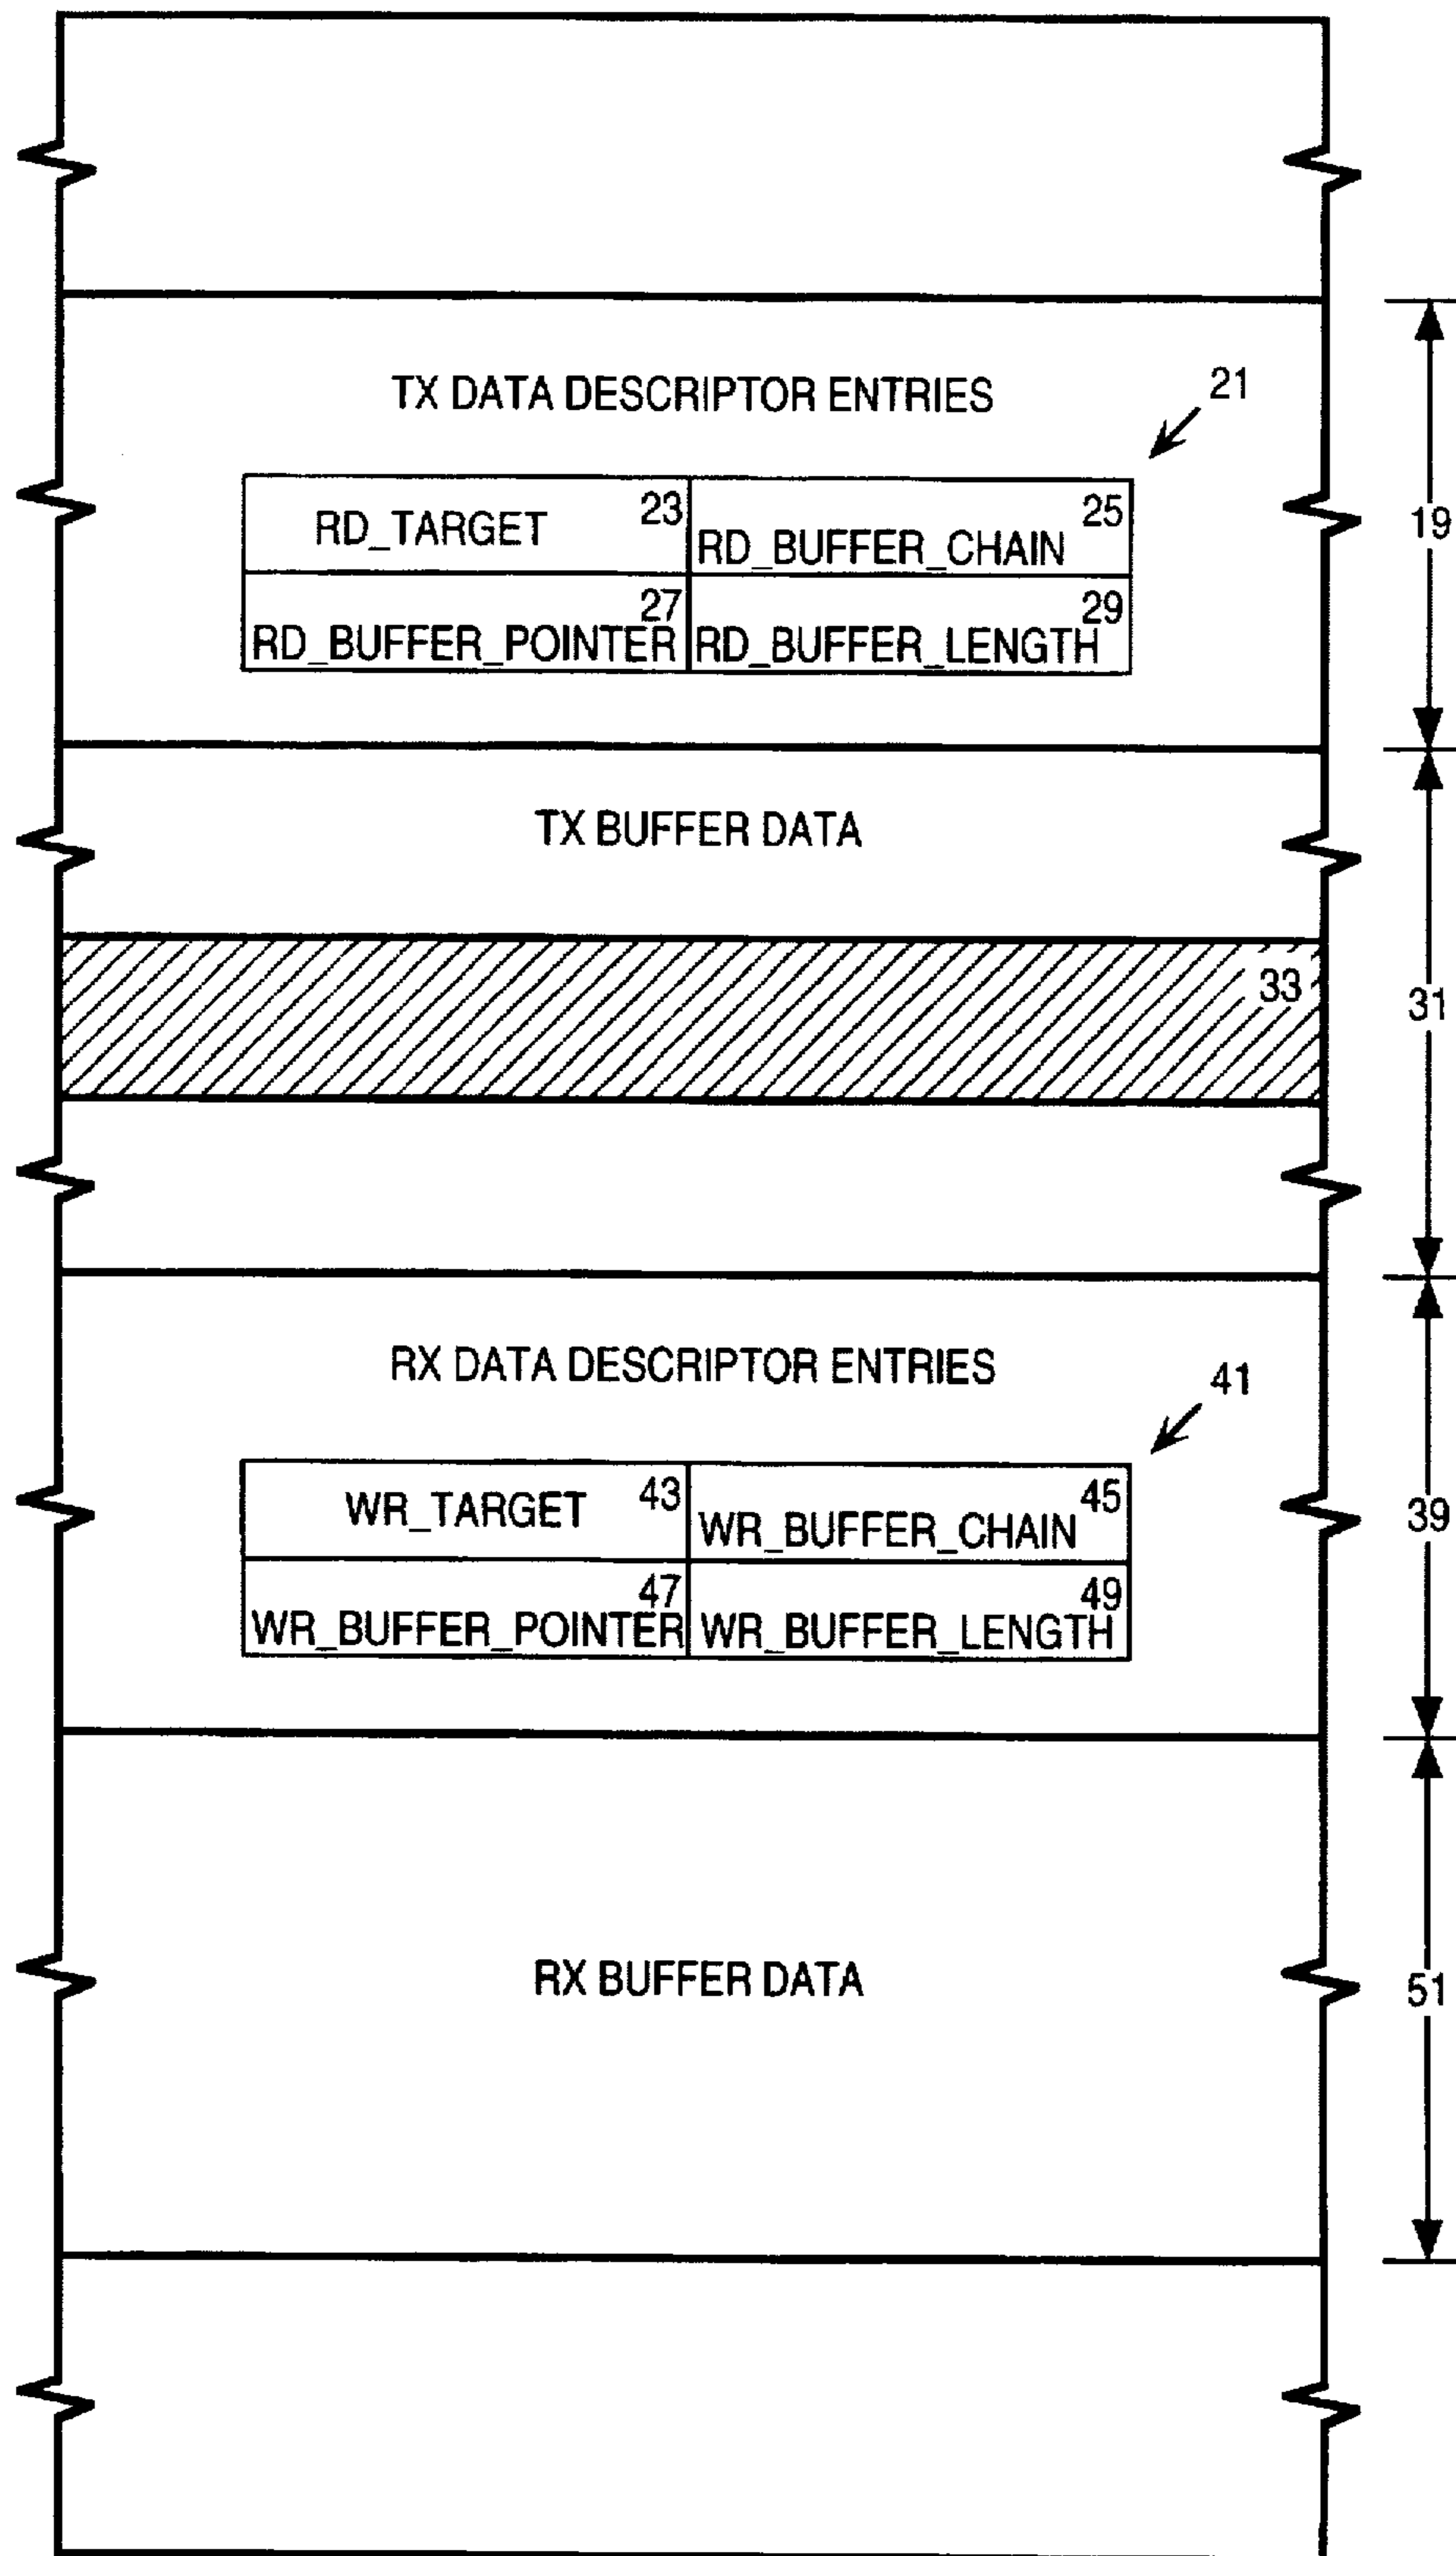 TX DATA DESCRIPTOR ENTRIES
21
RD_TARGET 23
RD_BUFFER_CHAIN 25
RD_BUFFER_POINTER 27
RD_BUFFER_LENGTH 29
19
TX BUFFER DATA
33
31
RX DATA DESCRIPTOR ENTRIES
41
WR_TARGET 43
WR_BUFFER_CHAIN 45
WR_BUFFER_POINTER 47
WR_BUFFER_LENGTH 49
39
RX BUFFER DATA
51